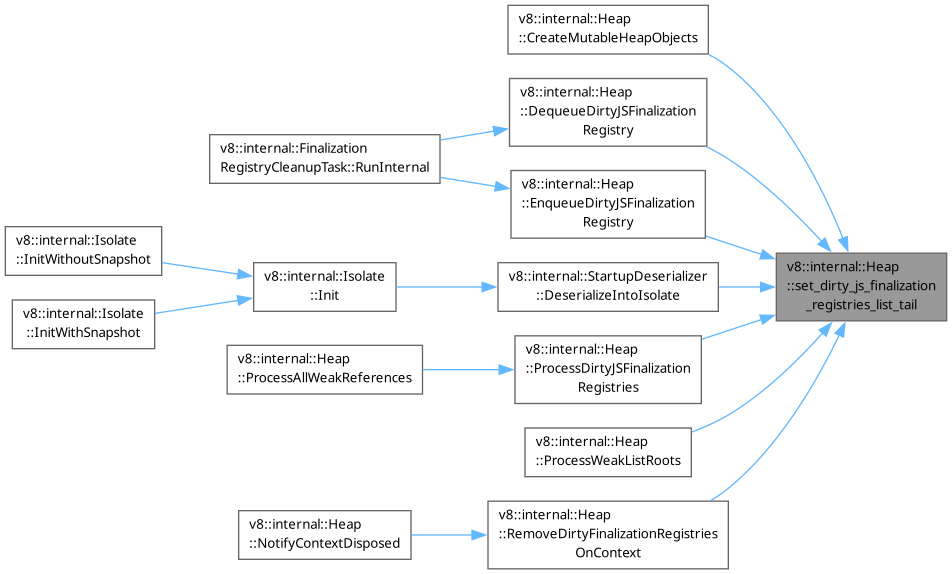 v8::internal::Heap
::CreateMutableHeapObjects
v8::internal::Heap
::DequeueDirtyJSFinalization
Registry
v8::internal::Finalization
RegistryCleanupTask::RunInternal
v8::internal::Heap
::EnqueueDirtyJSFinalization
Registry
v8::internal::Isolate
::InitWithoutSnapshot
v8::internal::Isolate
::Init
v8::internal::StartupDeserializer
::DeserializeIntoIsolate
v8::internal::Heap
::set_dirty_js_finalization
_registries_list_tail
v8::internal::Isolate
::InitWithSnapshot
v8::internal::Heap
::ProcessAllWeakReferences
v8::internal::Heap
::ProcessDirtyJSFinalization
Registries
v8::internal::Heap
::ProcessWeakListRoots
v8::internal::Heap
::NotifyContextDisposed
v8::internal::Heap
::RemoveDirtyFinalizationRegistries
OnContext